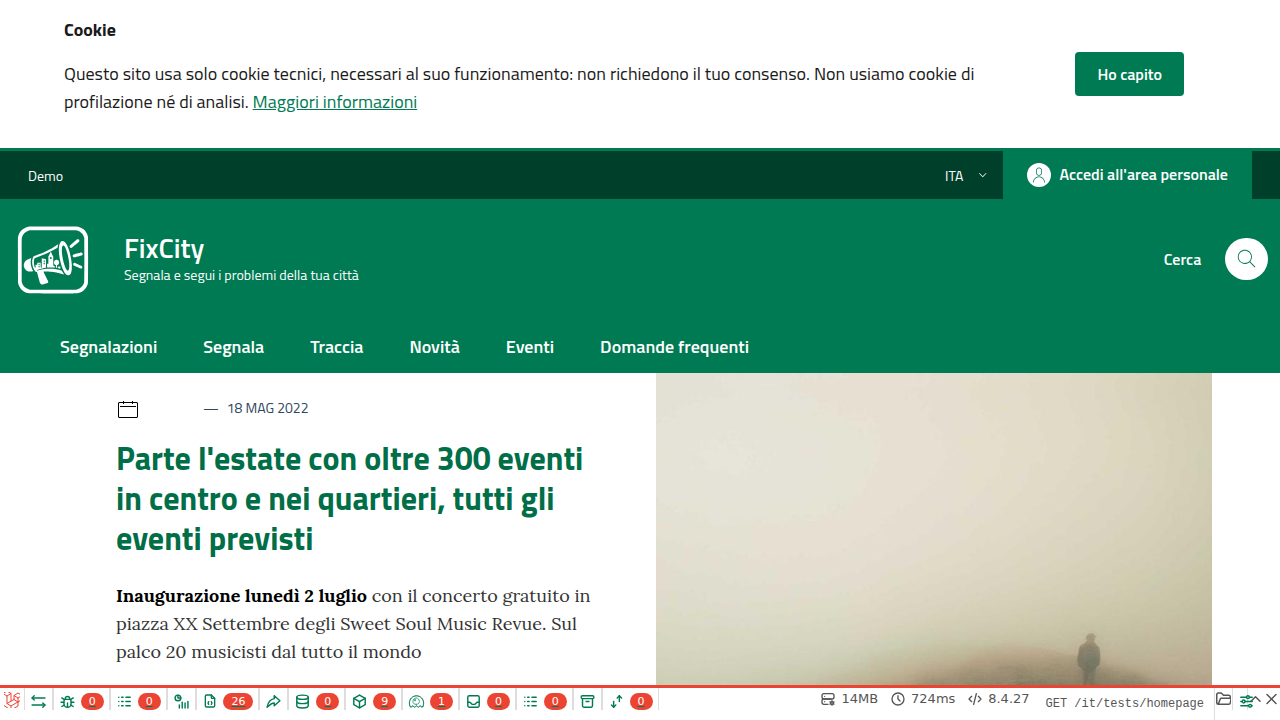 Cookie
Questo sito usa solo cookie tecnici, necessari al suo funzionamento: non richiedono il tuo consenso. Non usiamo cookie di
profilazione né di analisi. Maggiori informazioni
Ho capito
Demo
ITA
Accedi all'area personale
FixCity
Segnala e segui i problemi della tua città
Cerca
Segnalazioni Segnala Traccia Novità Eventi Domande frequenti
— 18 MAG 2022
Parte l'estate con oltre 300 eventi
in centro e nei quartieri, tutti gli
eventi previsti
Inaugurazione lunedì 2 luglio con il concerto gratuito in
piazza XX Settembre degli Sweet Soul Music Revue. Sul
palco 20 musicisti dal tutto il mondo
0 0 26 0 9 1 0 0 0 14MB 724ms 8.4.27 GET /it/tests/homepage